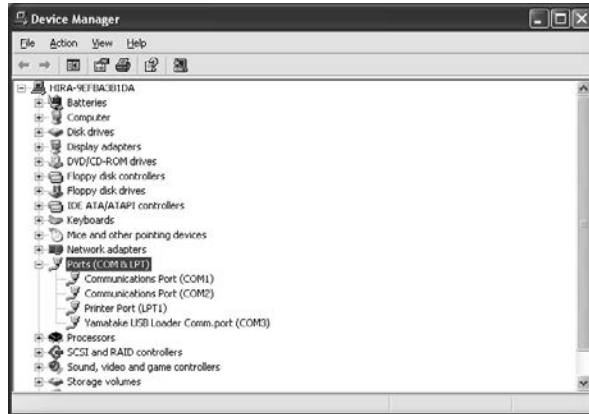 Device Manager
File Action View Help
HIRA-9EFBA3B1DA
Batteries
Computer
Disk drives
Display adapters
DVD/CD-ROM drives
Floppy disk controllers
Floppy disk drives
IDE ATA/ATAPI controllers
Keyboards
Mice and other pointing devices
Network adapters
Ports (COM & LPT)
Communications Port (COM1)
Communications Port (COM2)
Printer Port (LPT1)
Yamatake USB Loader Comm.port (COM3)
Processors
SCSI and RAID controllers
Sound, video and game controllers
Storage volumes